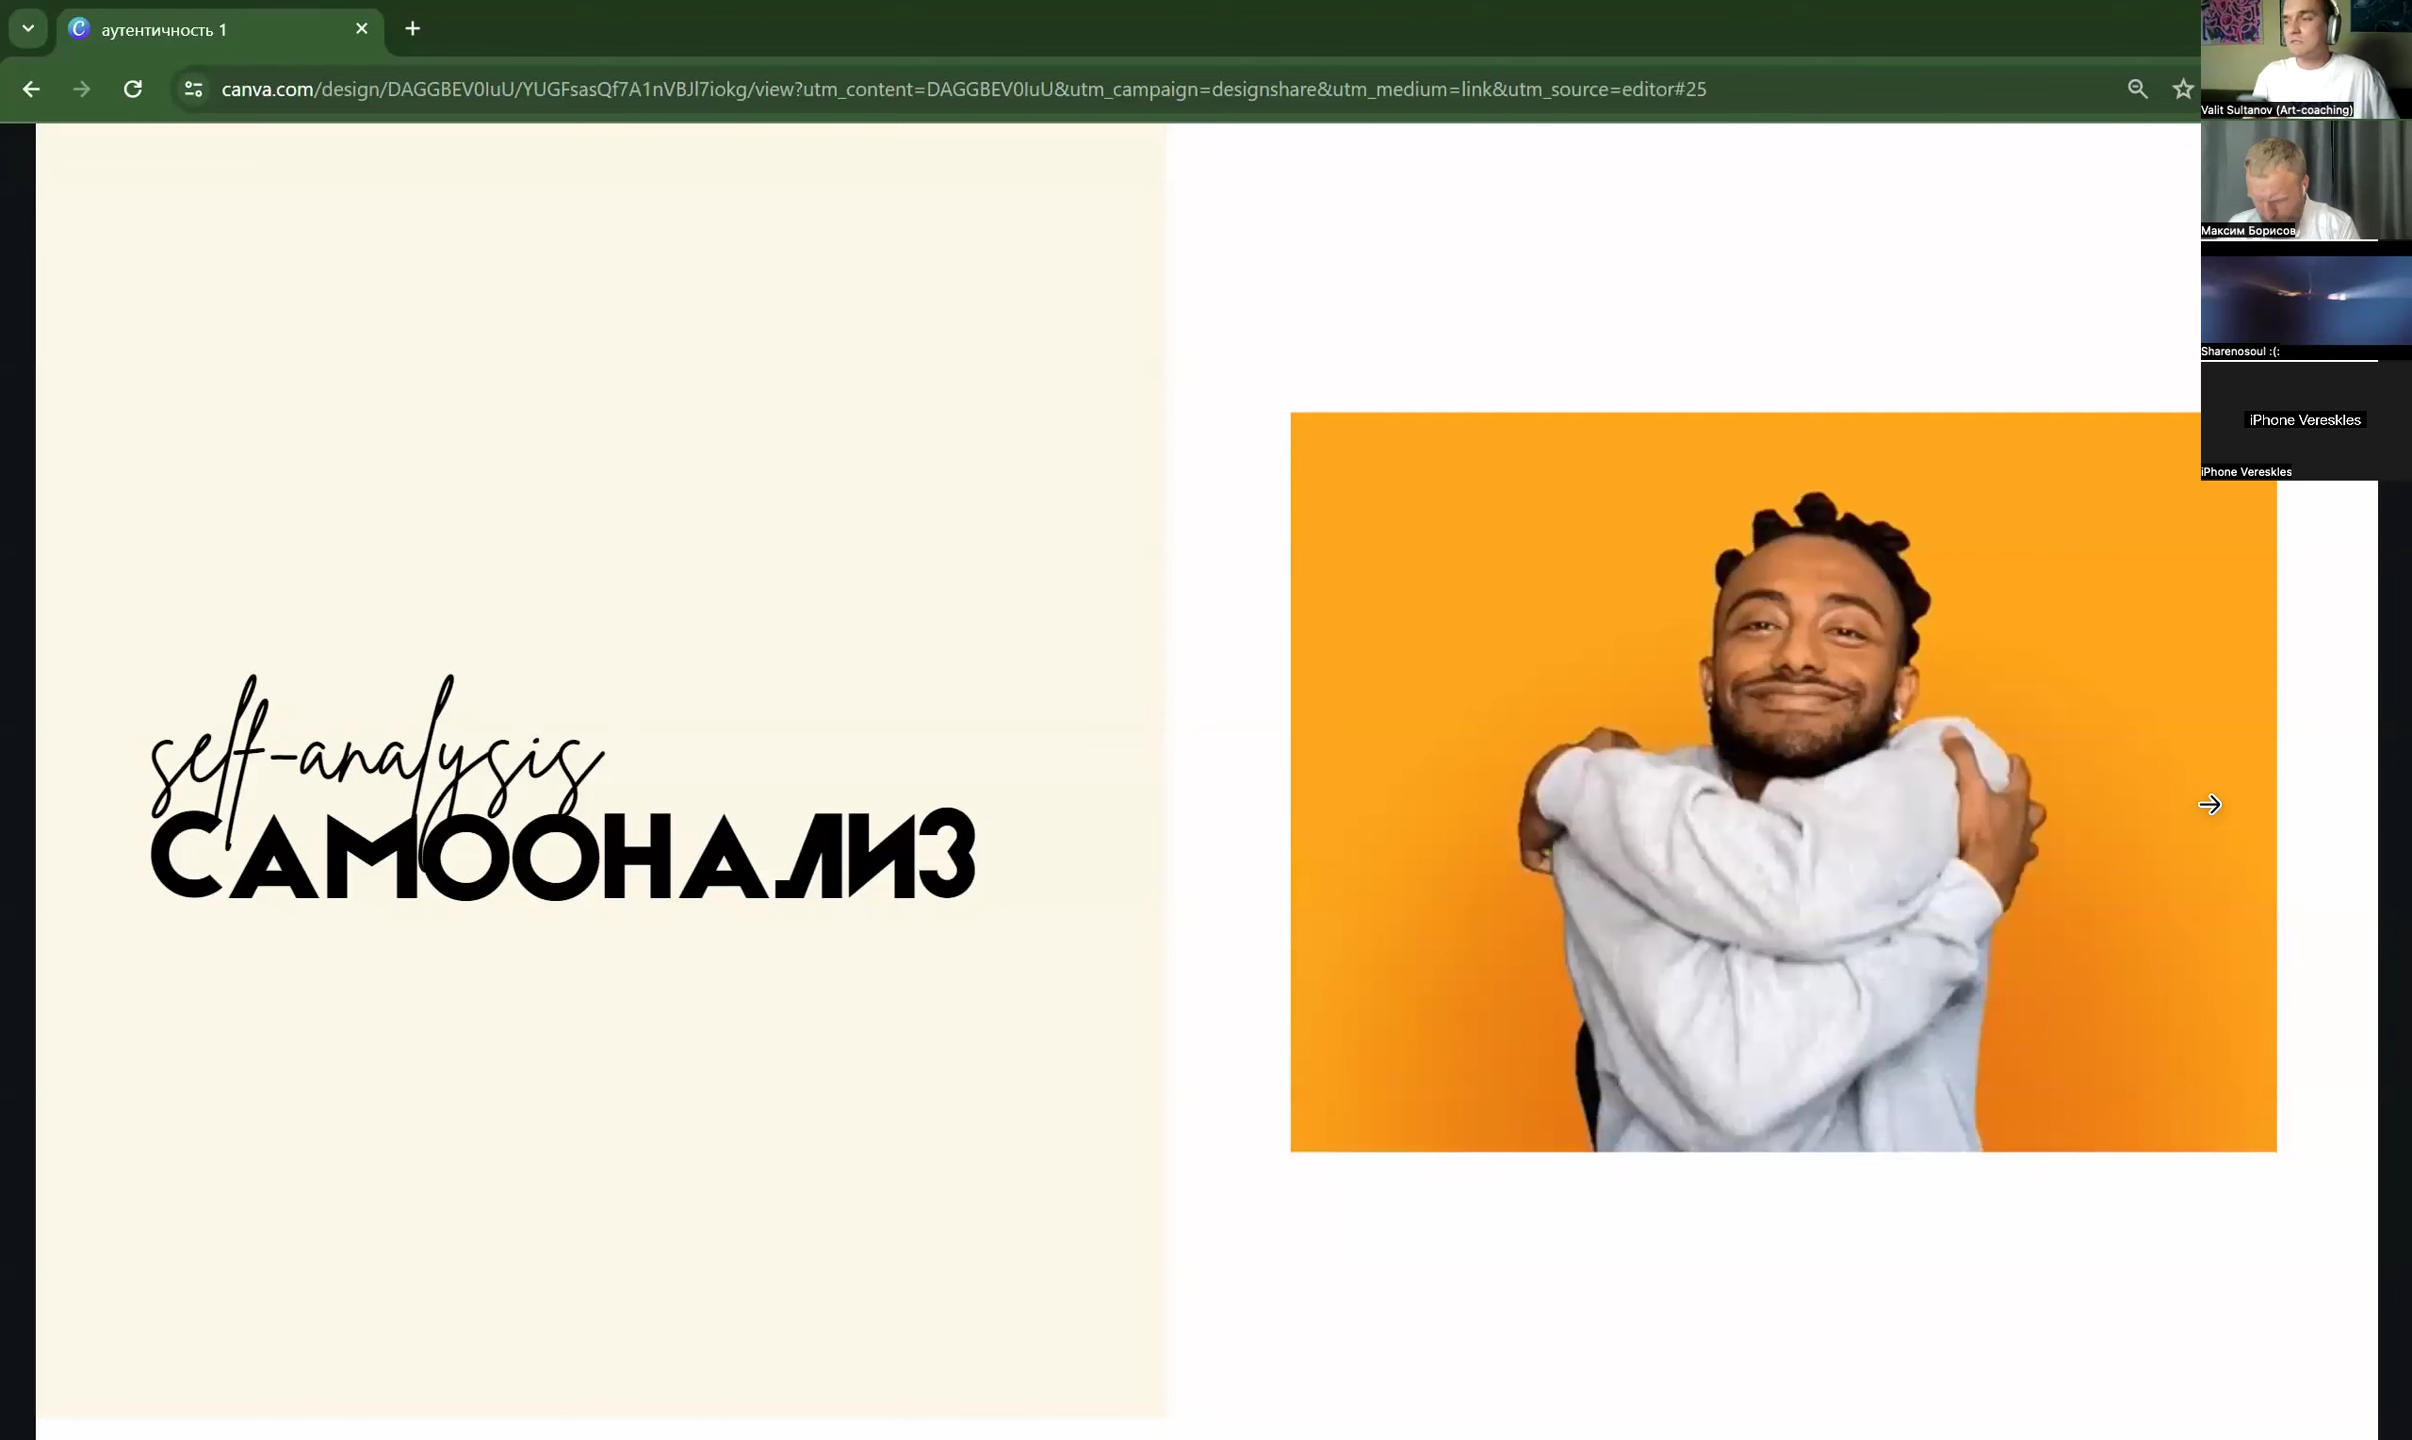 аутентичность 1
canva.com/design/DAGGBEV0IuU/YUGFsasQf7A1nVBJl7iokg/view?utm_content=DAGGBEV0IuU&utm_campaign=designshare&utm_medium=link&utm_source=editor#25
Valit Sultanov (Art-coaching)
Максим Борисов
Sharenosoul :(:
iPhone Vereskles
iPhone Vereskles
self-analysis
САМООНАЛИЗ